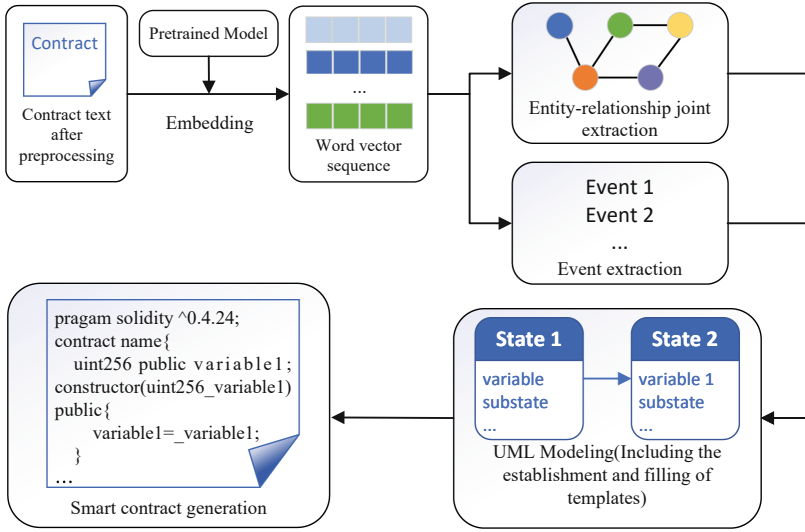 Contract
Contract text
after
preprocessing
Pretrained Model
Embedding
...
Word vector
sequence
Entity-relationship joint
extraction
Event 1
Event 2
...
Event extraction
pragam solidity ^0.4.24;
contract name{
uint256 public variable1;
constructor(uint256_variable1)
public{
variable1=_variable1;
}
...
Smart contract generation
State 1
variable
substate
...
State 2
variable 1
substate
...
UML Modeling(Including the
establishment and filling of
templates)